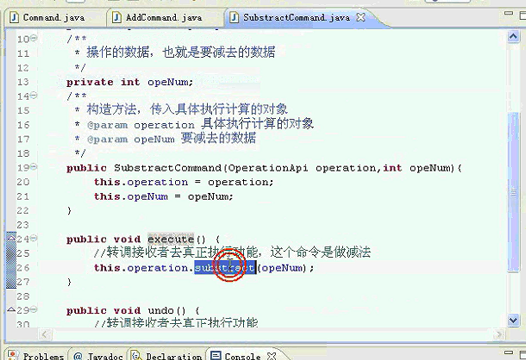 Command.java AddCommand.java SubstractCommand.java
10 /**
11 * 操作的数据，也就是要减去的数据
12 */
13 private int opeNum;
14 /**
15 * 构造方法，传入具体执行计算的对象
16 * @param operation 具体执行计算的对象
17 * @param opeNum 要减去的数据
18 */
19 public SubstractCommand(OperationApi operation,int opeNum){
20 this.operation = operation;
21 this.opeNum = opeNum;
22 }
23
24 public void execute() {
25 //转调接收者去真正执行功能，这个命令是做减法
26 this.operation.substract(opeNum);
27 }
28
29 public void undo() {
30 //转调接收者去真正执行功能
Problems @ Javadoc Declaration Console